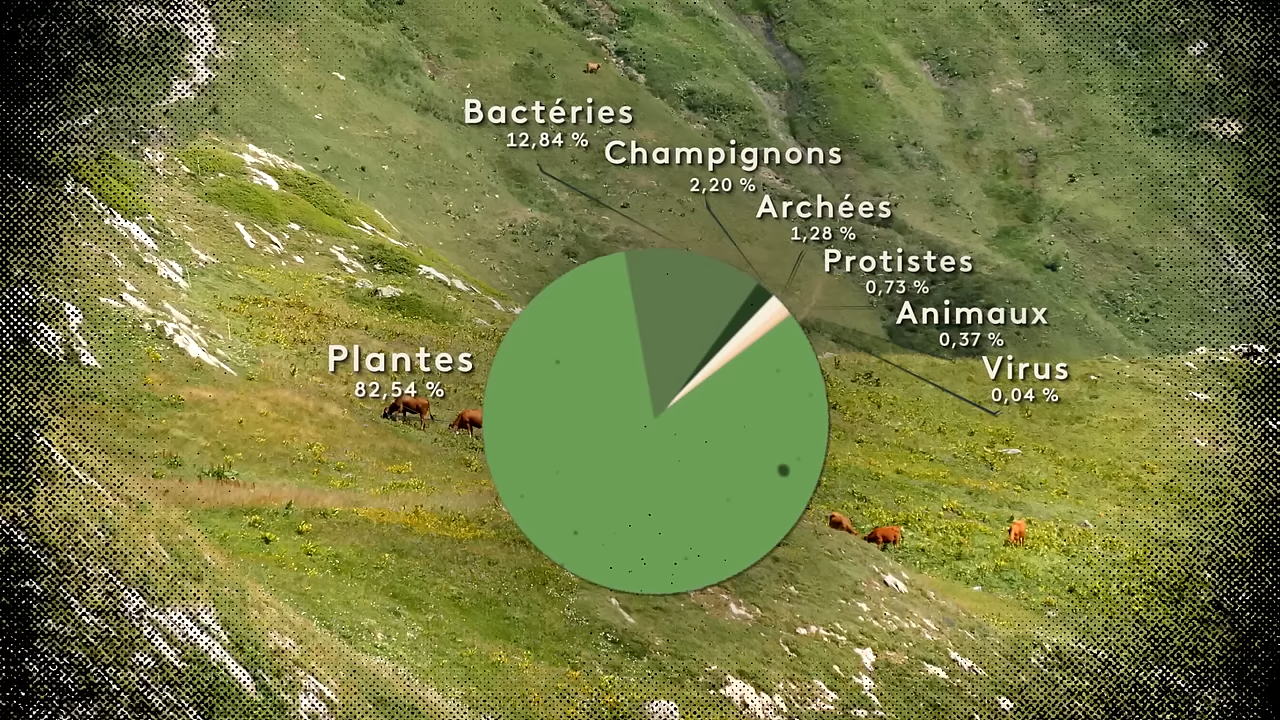 Bactéries
12,84 %
Champignons
2,20 %
Archées
1,28 %
Protistes
0,73 %
Animaux
0,37 %
Virus
0,04 %
Plantes
82,54 %